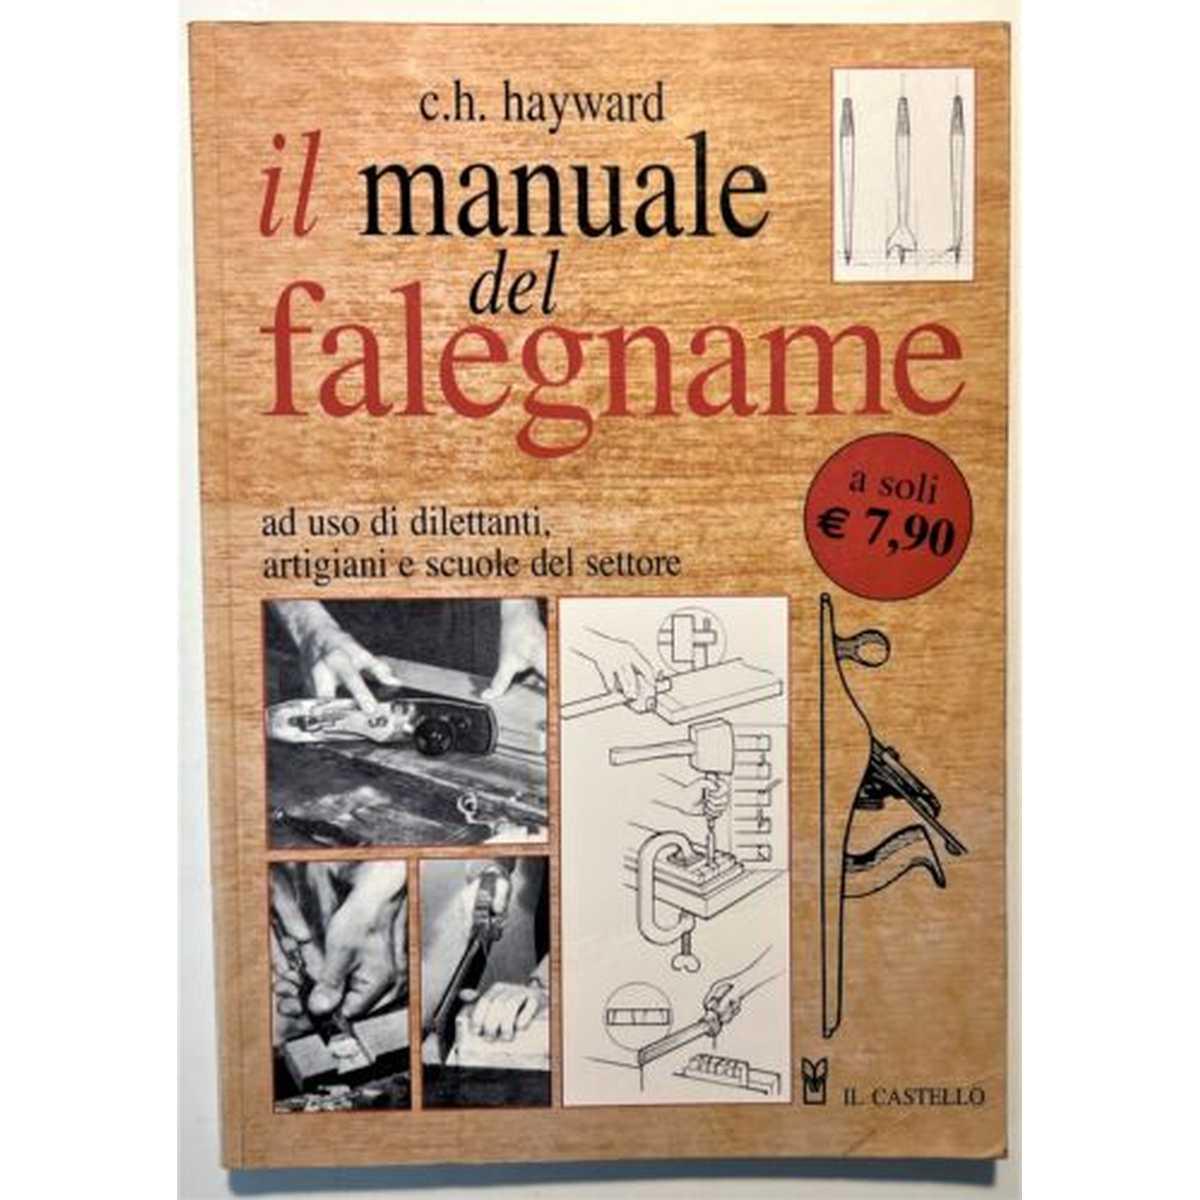 c.h. hayward
il manuale
del
falegname
a soli
€ 7,90
ad uso di dilettanti,
artigiani e scuole del settore
IL CASTELLO